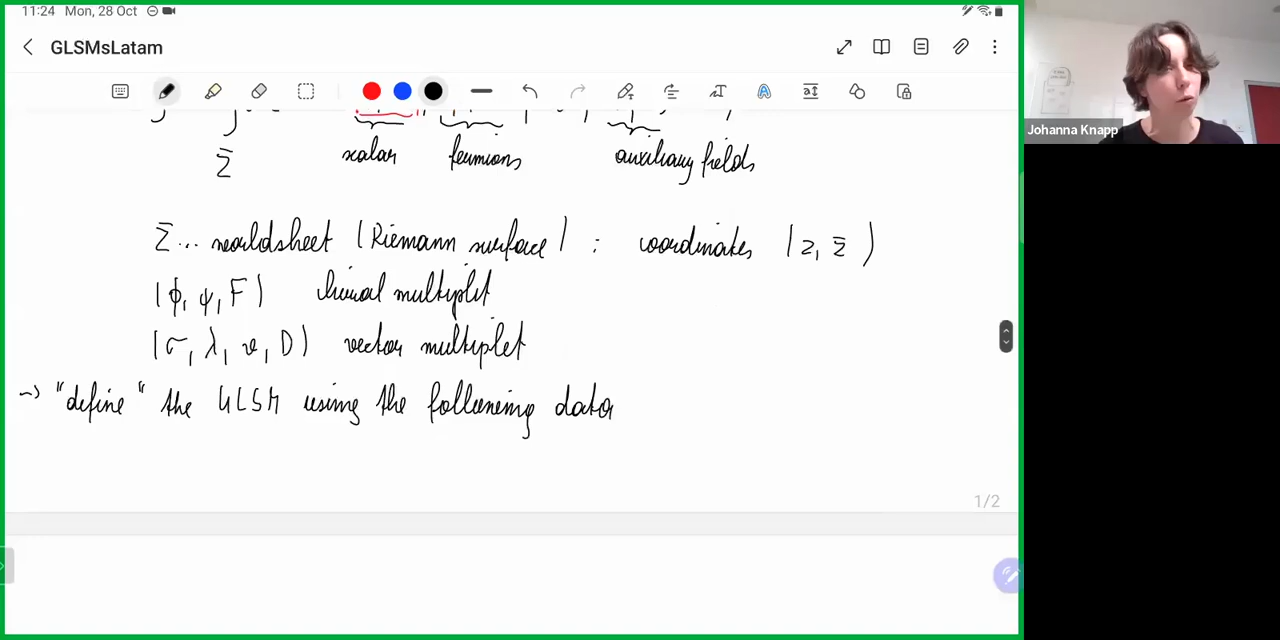 11:24 Mon, 28 Oct
GLSMsLatam
Σ
scalar fermions auxiliary fields
Σ... worldsheet (Riemann surface) : coordinates (z, z̄)
(ϕ, ψ, F) chiral multiplet
(σ, λ, v, D) vector multiplet
→ "define" the GLSM using the following data
1/2
Johanna Knapp